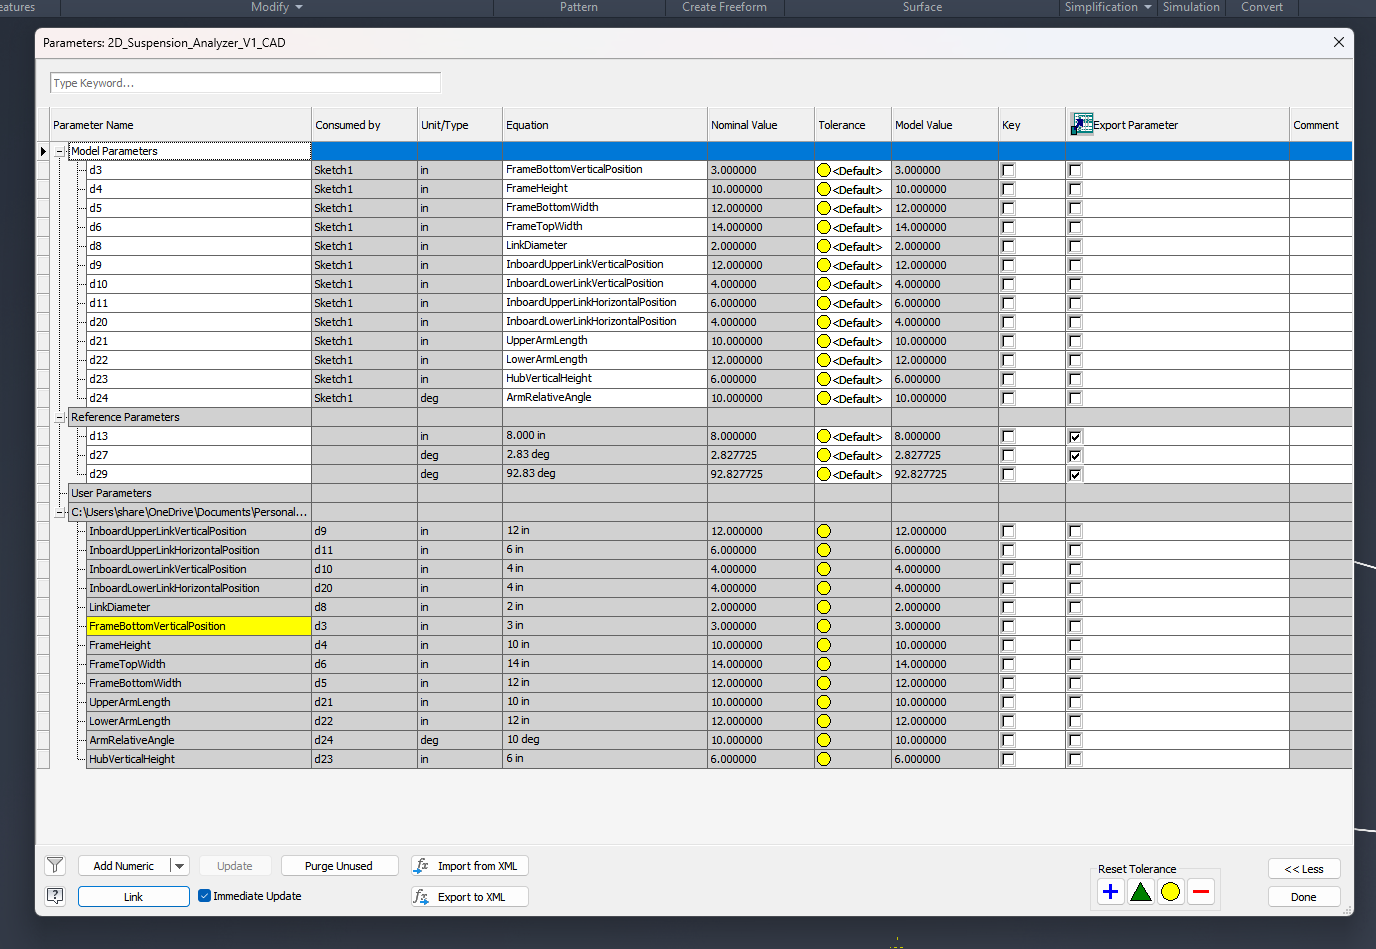 eatures Modify Pattern Create Freeform Surface Simplification Simulation Convert
Parameters: 2D_Suspension_Analyzer_V1_CAD
Type Keyword...
Parameter Name Consumed by Unit/Type Equation Nominal Value Tolerance Model Value Key Export Parameter Comment
Model Parameters
d3 Sketch1 in FrameBottomVerticalPosition 3.000000 <Default> 3.000000
d4 Sketch1 in FrameHeight 10.000000 <Default> 10.000000
d5 Sketch1 in FrameBottomWidth 12.000000 <Default> 12.000000
d6 Sketch1 in FrameTopWidth 14.000000 <Default> 14.000000
d8 Sketch1 in LinkDiameter 2.000000 <Default> 2.000000
d9 Sketch1 in InboardUpperLinkVerticalPosition 12.000000 <Default> 12.000000
d10 Sketch1 in InboardLowerLinkVerticalPosition 4.000000 <Default> 4.000000
d11 Sketch1 in InboardUpperLinkHorizontalPosition 6.000000 <Default> 6.000000
d20 Sketch1 in InboardLowerLinkHorizontalPosition 4.000000 <Default> 4.000000
d21 Sketch1 in UpperArmLength 10.000000 <Default> 10.000000
d22 Sketch1 in LowerArmLength 12.000000 <Default> 12.000000
d23 Sketch1 in HubVerticalHeight 6.000000 <Default> 6.000000
d24 Sketch1 deg ArmRelativeAngle 10.000000 <Default> 10.000000
Reference Parameters
d13 in 8.000 in 8.000000 <Default> 8.000000
d27 deg 2.83 deg 2.827725 <Default> 2.827725
d29 deg 92.83 deg 92.827725 <Default> 92.827725
User Parameters
C:\Users\share\OneDrive\Documents\Personal...
InboardUpperLinkVerticalPosition d9 in 12 in 12.000000 12.000000
InboardUpperLinkHorizontalPosition d11 in 6 in 6.000000 6.000000
InboardLowerLinkVerticalPosition d10 in 4 in 4.000000 4.000000
InboardLowerLinkHorizontalPosition d20 in 4 in 4.000000 4.000000
LinkDiameter d8 in 2 in 2.000000 2.000000
FrameBottomVerticalPosition d3 in 3 in 3.000000 3.000000
FrameHeight d4 in 10 in 10.000000 10.000000
FrameTopWidth d6 in 14 in 14.000000 14.000000
FrameBottomWidth d5 in 12 in 12.000000 12.000000
UpperArmLength d21 in 10 in 10.000000 10.000000
LowerArmLength d22 in 12 in 12.000000 12.000000
ArmRelativeAngle d24 deg 10 deg 10.000000 10.000000
HubVerticalHeight d23 in 6 in 6.000000 6.000000
Add Numeric Update Purge Unused fx Import from XML Reset Tolerance << Less
Link Immediate Update fx Export to XML Done